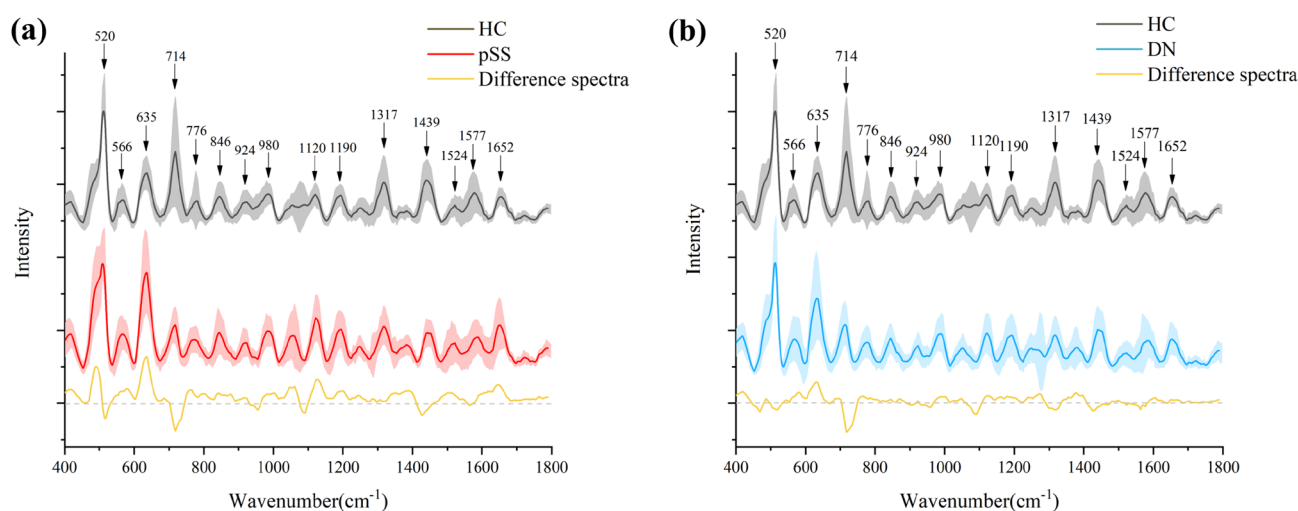 (a)
HC
pSS
Difference spectra
520
566
635
714
776
846
924
980
1120
1190
1317
1439
1524
1577
1652
Intensity
400 600 800 1000 1200 1400 1600 1800
Wavenumber(cm⁻¹)
(b)
HC
DN
Difference spectra
520
566
635
714
776
846
924
980
1120
1190
1317
1439
1524
1577
1652
Intensity
400 600 800 1000 1200 1400 1600 1800
Wavenumber(cm⁻¹)